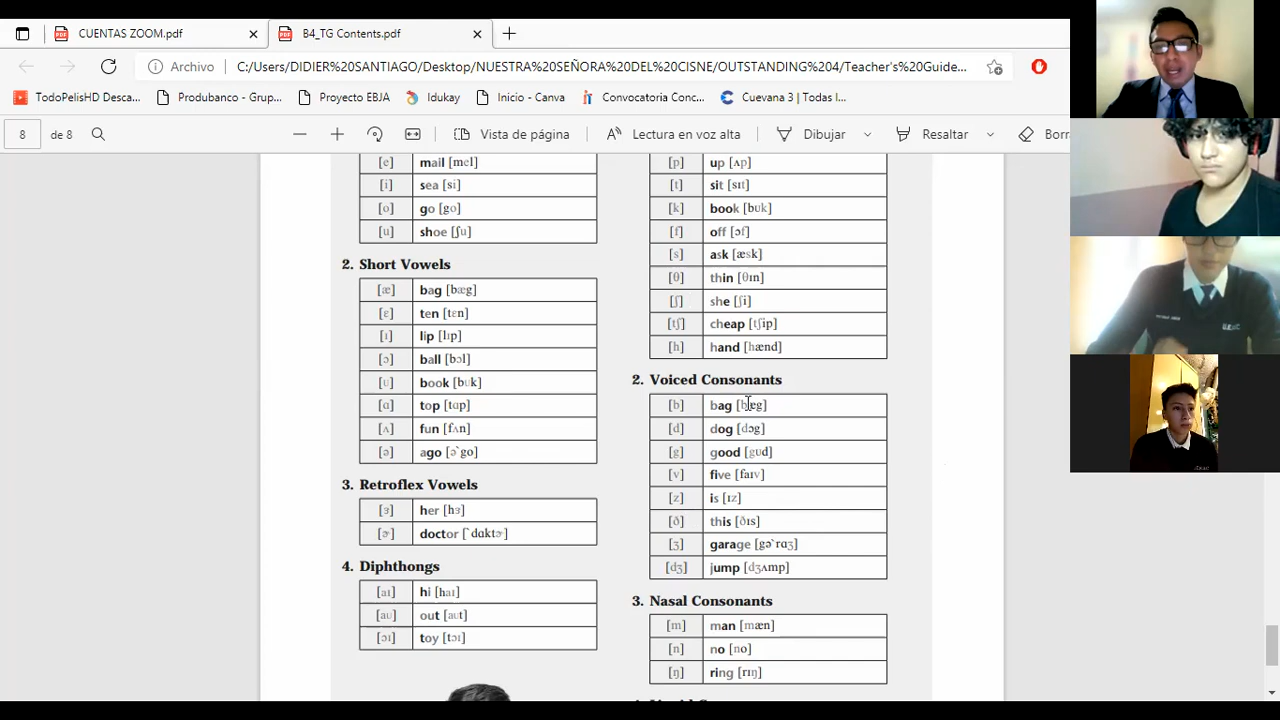 CUENTAS ZOOM.pdf
B4_TG Contents.pdf
Archivo
C:/Users/DIDIER%20SANTIAGO/Desktop/NUESTRA%20SEÑORA%20DEL%20CISNE/OUTSTANDING%204/Teacher's%20Guide...
TodoPelisHD Desca...
Produbanco - Grup...
Proyecto EBJA
Idukay
Inicio - Canva
Convocatoria Conc...
Cuevana 3 | Todas l...
8
de 8
Vista de página
Lectura en voz alta
Dibujar
Resaltar
Borra
[e] mail [mel]
[i] sea [si]
[o] go [go]
[u] shoe [ʃu]
2. Short Vowels
[æ] bag [bæg]
[ɛ] ten [tɛn]
[ɪ] lip [lɪp]
[ɔ] ball [bɔl]
[ʊ] book [bʊk]
[ɑ] top [tɑp]
[ʌ] fun [fʌn]
[ə] ago [ə`go]
3. Retroflex Vowels
[ɝ] her [hɝ]
[ɚ] doctor [`dɑktɚ]
4. Diphthongs
[aɪ] hi [haɪ]
[aʊ] out [aʊt]
[ɔɪ] toy [tɔɪ]
[p] up [ʌp]
[t] sit [sɪt]
[k] book [bʊk]
[f] off [ɔf]
[s] ask [æsk]
[θ] thin [θɪn]
[ʃ] she [ʃi]
[tʃ] cheap [tʃip]
[h] hand [hænd]
2. Voiced Consonants
[b] bag [bæg]
[d] dog [dɔg]
[g] good [gʊd]
[v] five [faɪv]
[z] is [ɪz]
[ð] this [ðɪs]
[ʒ] garage [gə`rɑʒ]
[dʒ] jump [dʒʌmp]
3. Nasal Consonants
[m] man [mæn]
[n] no [no]
[ŋ] ring [rɪŋ]